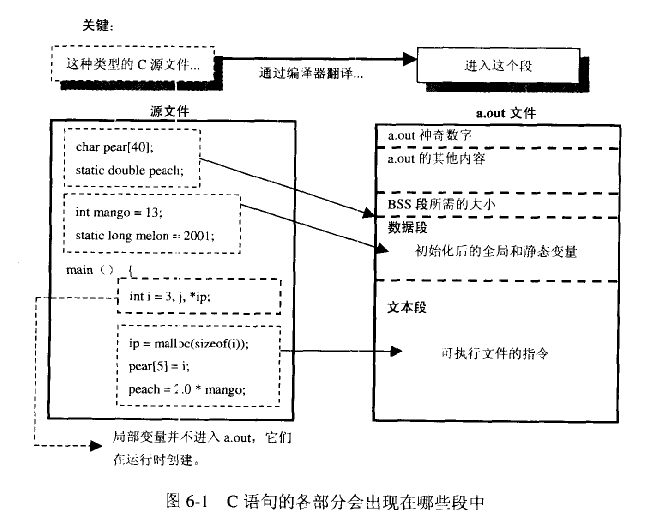 关键：
这种类型的 C 源文件...
通过编译器翻译...
进入这个段
源文件
a.out 文件
char pear[40];
static double peach;
int mango = 13;
static long melon = 2001;
main （） {
int i = 3, j, *ip;
ip = malloc(sizeof(i));
pear[5] = i;
peach = 2.0 * mango;
a.out 神奇数字
a.out 的其他内容
BSS 段所需的大小
数据段
初始化后的全局和静态变量
文本段
可执行文件的指令
局部变量并不进入 a.out，它们
在运行时创建。
图 6-1 C 语句的各部分会出现在哪些段中